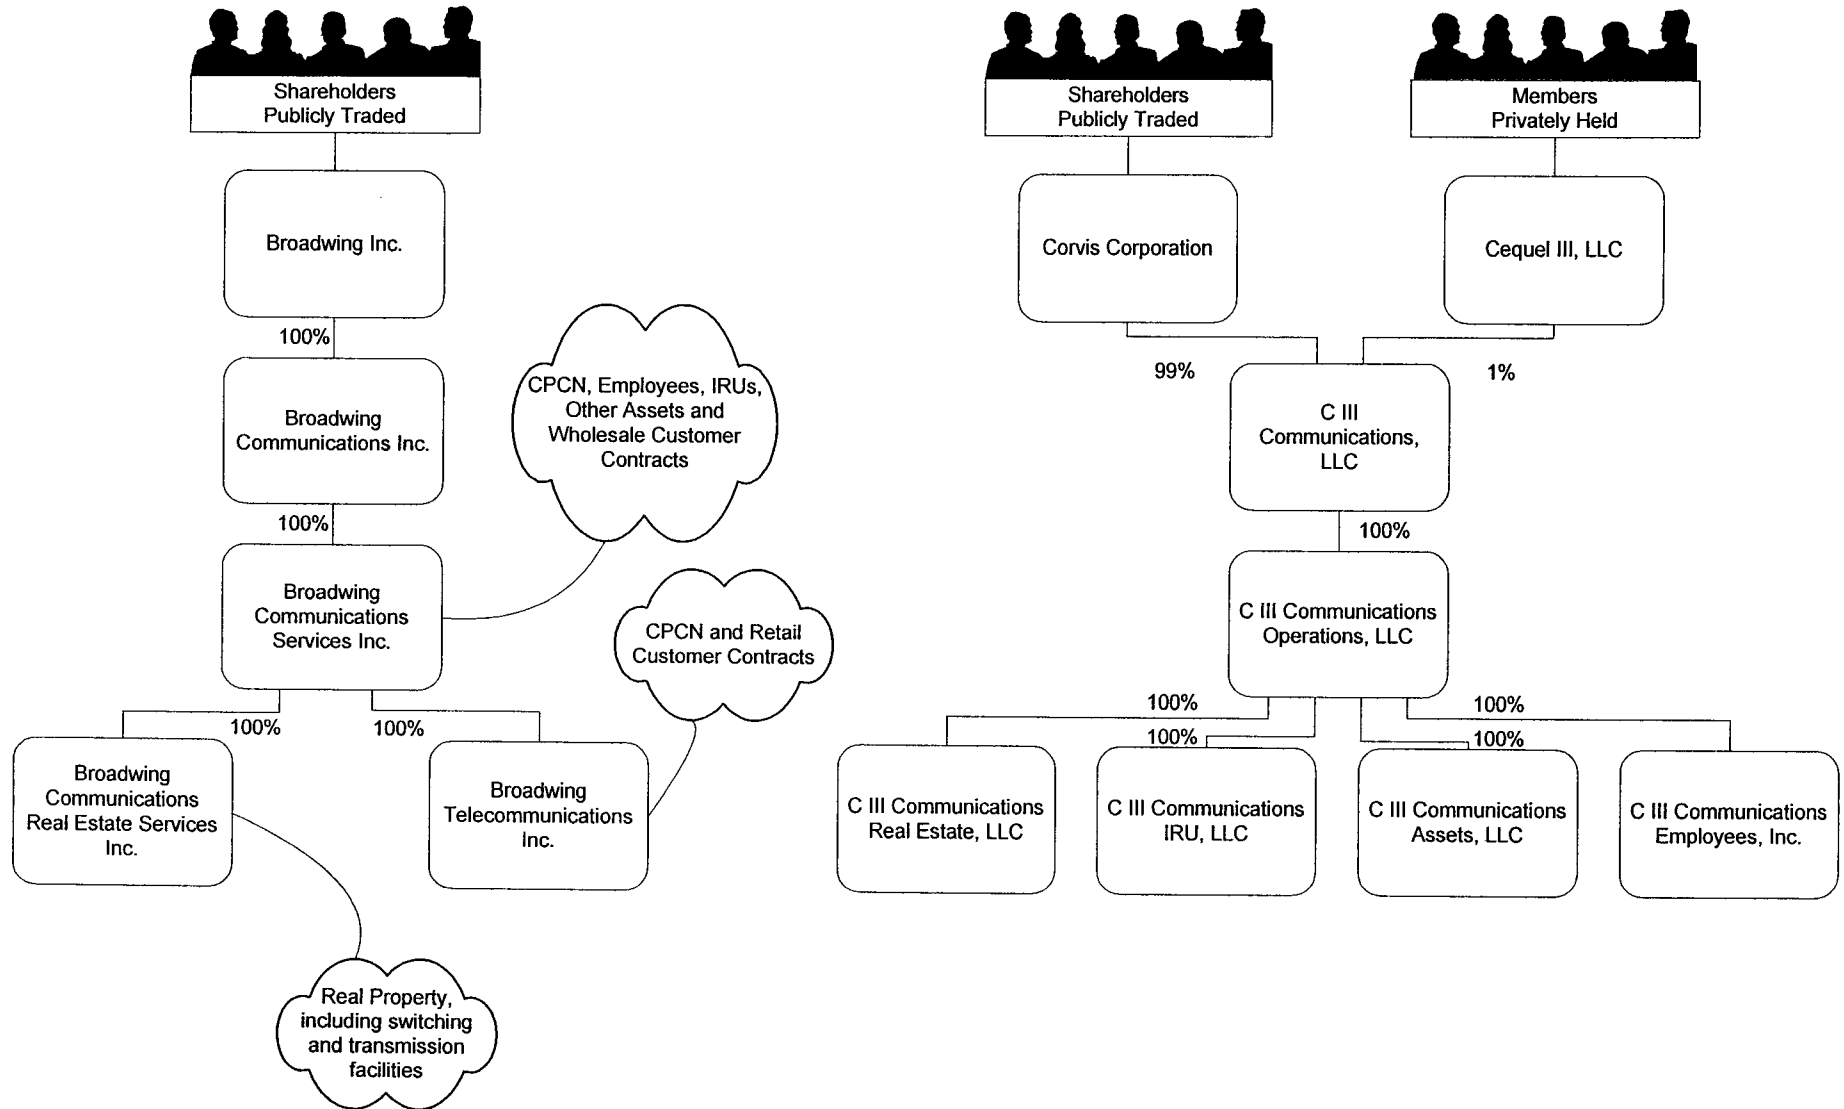 Shareholders
Publicly Traded
Broadwing Inc.
100%
Broadwing
Communications Inc.
100%
Broadwing
Communications
Services Inc.
CPCN, Employees, IRUs,
Other Assets and
Wholesale Customer
Contracts
CPCN and Retail
Customer Contracts
100%
100%
Broadwing
Communications
Real Estate Services
Inc.
Broadwing
Telecommunications
Inc.
Real Property,
including switching
and transmission
facilities
Shareholders
Publicly Traded
Members
Privately Held
Corvis Corporation
Cequel III, LLC
99%
1%
C III
Communications,
LLC
100%
C III Communications
Operations, LLC
100%
100%
100%
100%
C III Communications
Real Estate, LLC
C III Communications
IRU, LLC
C III Communications
Assets, LLC
C III Communications
Employees, Inc.